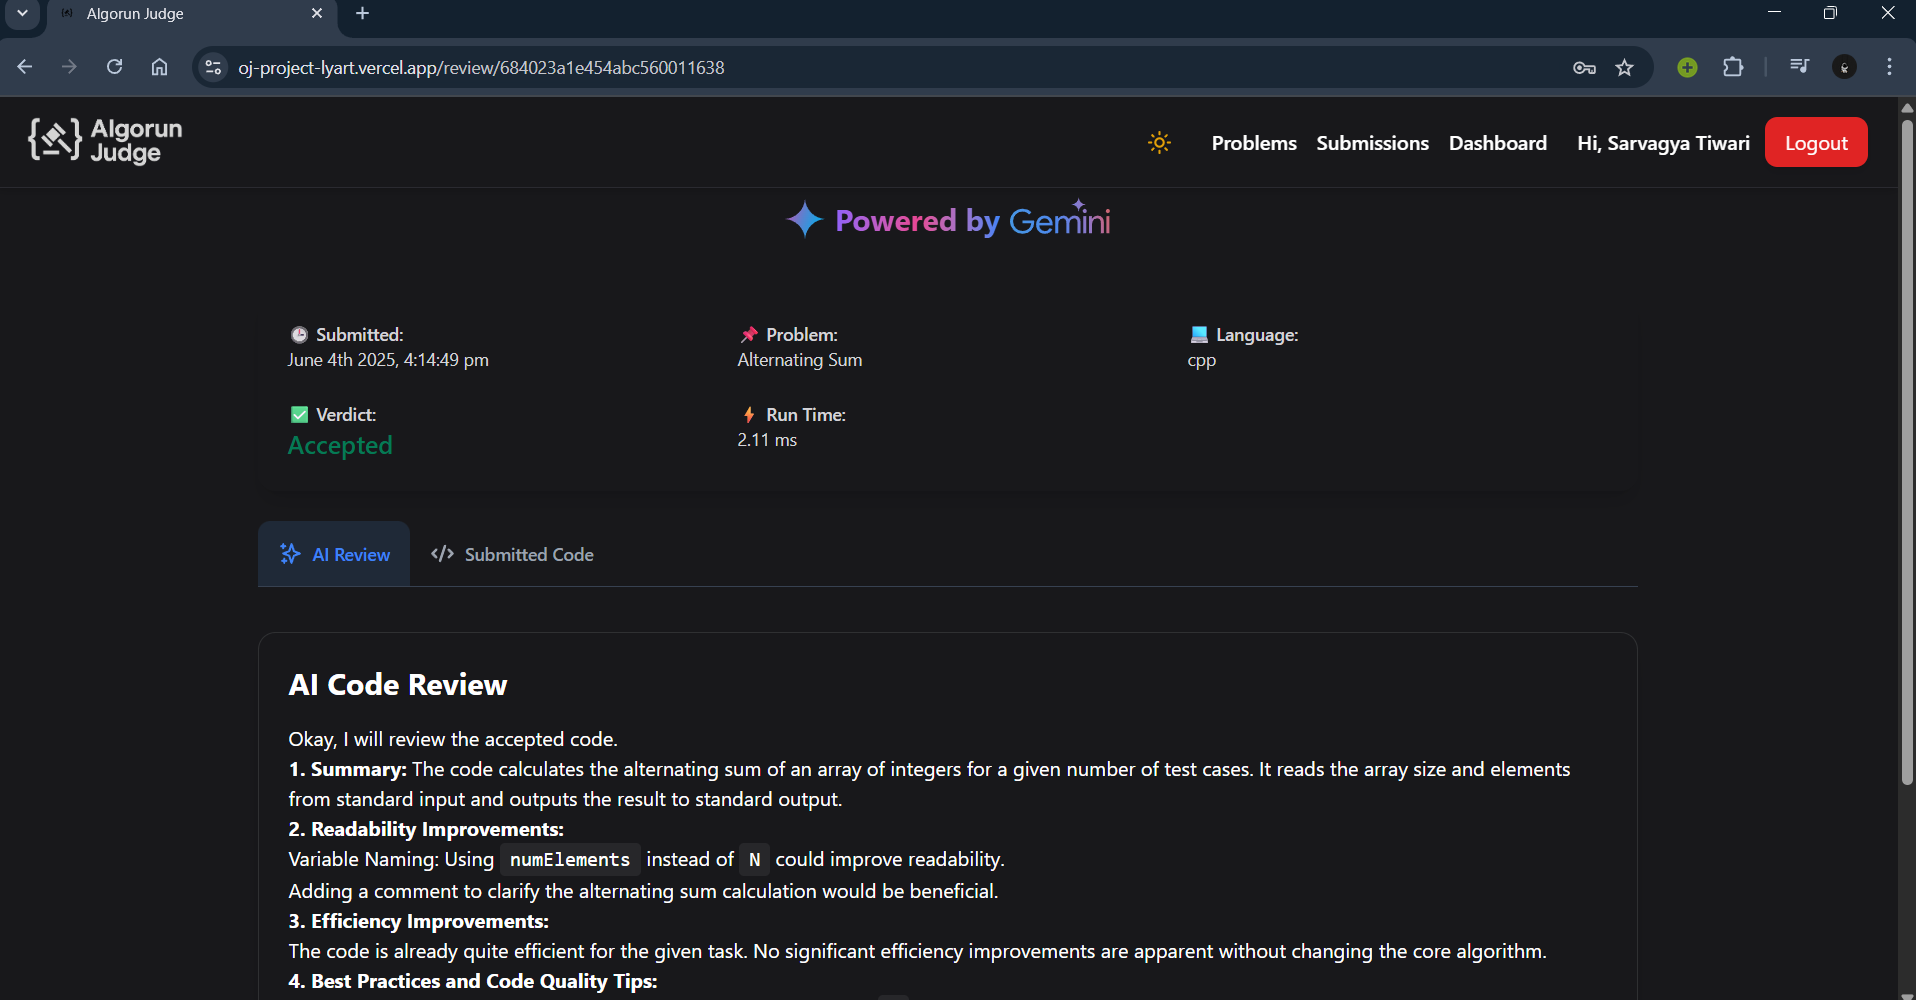 Algorun Judge
oj-project-lyart.vercel.app/review/684023a1e454abc560011638
Algorun
Judge
Problems Submissions Dashboard Hi, Sarvagya Tiwari Logout
Powered by Gemini
Submitted:
June 4th 2025, 4:14:49 pm
Problem:
Alternating Sum
Language:
cpp
Verdict:
Accepted
Run Time:
2.11 ms
AI Review
</> Submitted Code
AI Code Review
Okay, I will review the accepted code.
1. Summary: The code calculates the alternating sum of an array of integers for a given number of test cases. It reads the array size and elements
from standard input and outputs the result to standard output.
2. Readability Improvements:
Variable Naming: Using numElements instead of N could improve readability.
Adding a comment to clarify the alternating sum calculation would be beneficial.
3. Efficiency Improvements:
The code is already quite efficient for the given task. No significant efficiency improvements are apparent without changing the core algorithm.
4. Best Practices and Code Quality Tips: